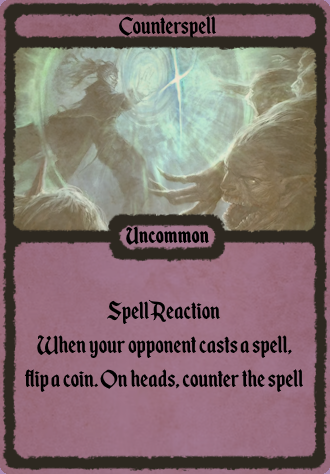 Counterspell
Uncommon
Spell Reaction
When your opponent casts a spell,
flip a coin. On heads, counter the spell